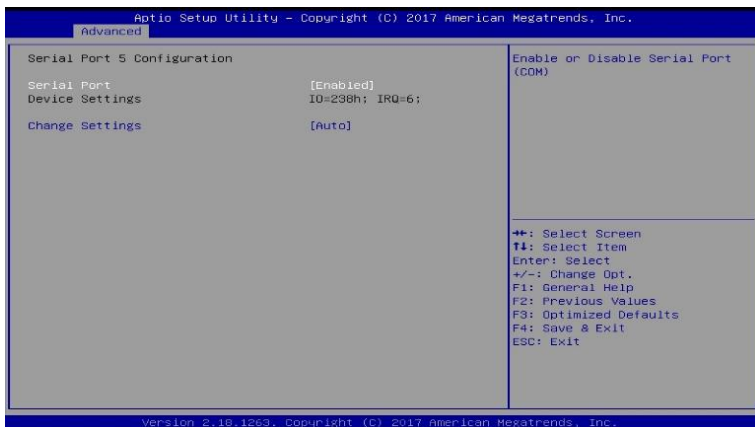 Aptio Setup Utility – Copyright (C) 2017 American Megatrends, Inc.
Advanced
Serial Port 5 Configuration
Serial Port [Enabled]
Device Settings IO=238h; IRQ=6;
Change Settings [Auto]
Enable or Disable Serial Port
(COM)
→←: Select Screen
↑↓: Select Item
Enter: Select
+/-: Change Opt.
F1: General Help
F2: Previous Values
F3: Optimized Defaults
F4: Save & Exit
ESC: Exit
Version 2.18.1263. Copyright (C) 2017 American Megatrends, Inc.